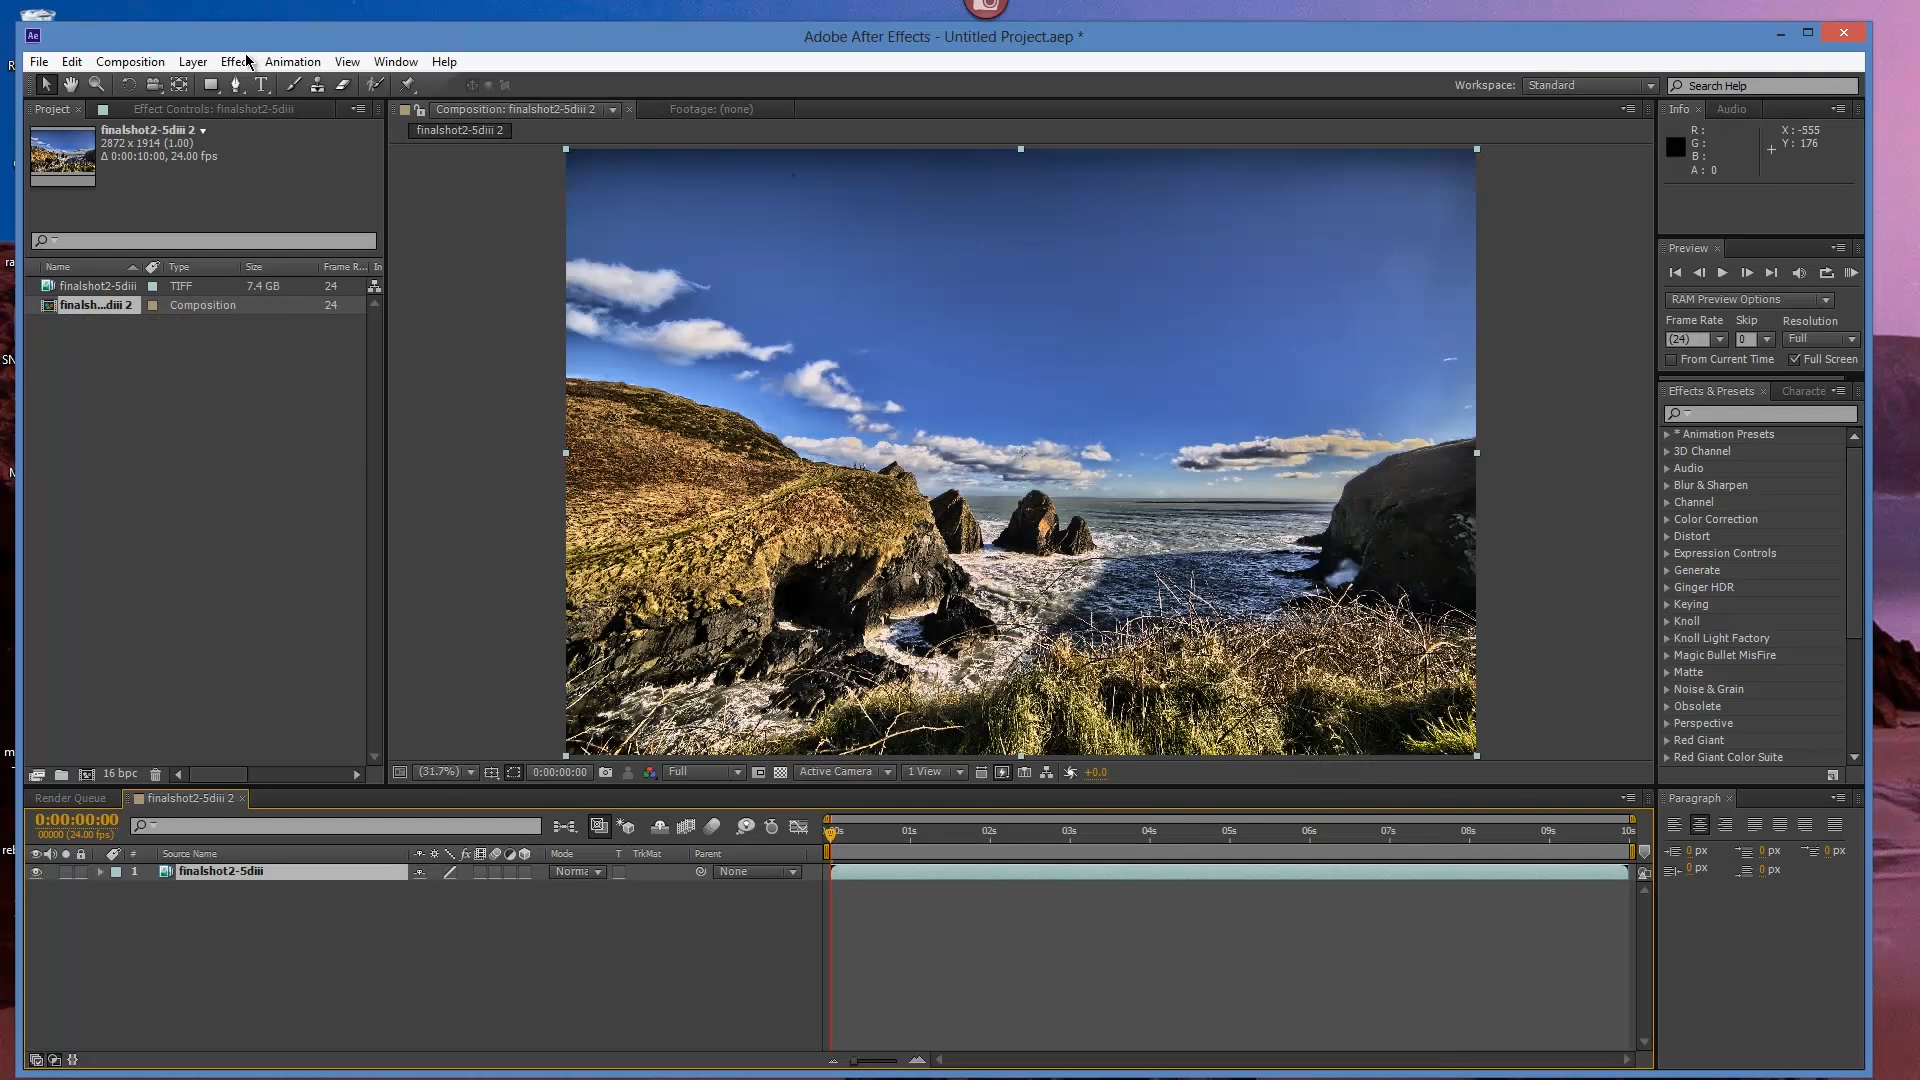 Ae
Adobe After Effects - Untitled Project.aep *
File Edit Composition Layer Effect Animation View Window Help
Workspace: Standard Search Help
Project × Effect Controls: finalshot2-5diii
finalshot2-5diii 2
2872 x 1914 (1.00)
Δ 0:00:10:00, 24.00 fps
Name Type Size Frame R... In
finalshot2-5diii TIFF 7.4 GB 24
finalsh...diii 2 Composition 24
16 bpc
Composition: finalshot2-5diii 2 × Footage: (none)
finalshot2-5diii 2
(31.7%) 0:00:00:00 Full Active Camera 1 View +0.0
Info × Audio
R :
G :
B :
A : 0
X : -555
Y : 176
Preview ×
RAM Preview Options
Frame Rate Skip Resolution
(24) 0 Full
From Current Time Full Screen
Effects & Presets × Characte
* Animation Presets
3D Channel
Audio
Blur & Sharpen
Channel
Color Correction
Distort
Expression Controls
Generate
Ginger HDR
Keying
Knoll
Knoll Light Factory
Magic Bullet MisFire
Matte
Noise & Grain
Obsolete
Perspective
Red Giant
Red Giant Color Suite
Render Queue finalshot2-5diii 2 ×
0:00:00:00
00000 (24.00 fps)
# Source Name fx Mode T TrkMat Parent
1 finalshot2-5diii Norma None
00s 01s 02s 03s 04s 05s 06s 07s 08s 09s 10s
Paragraph ×
0 px 0 px 0 px
0 px 0 px